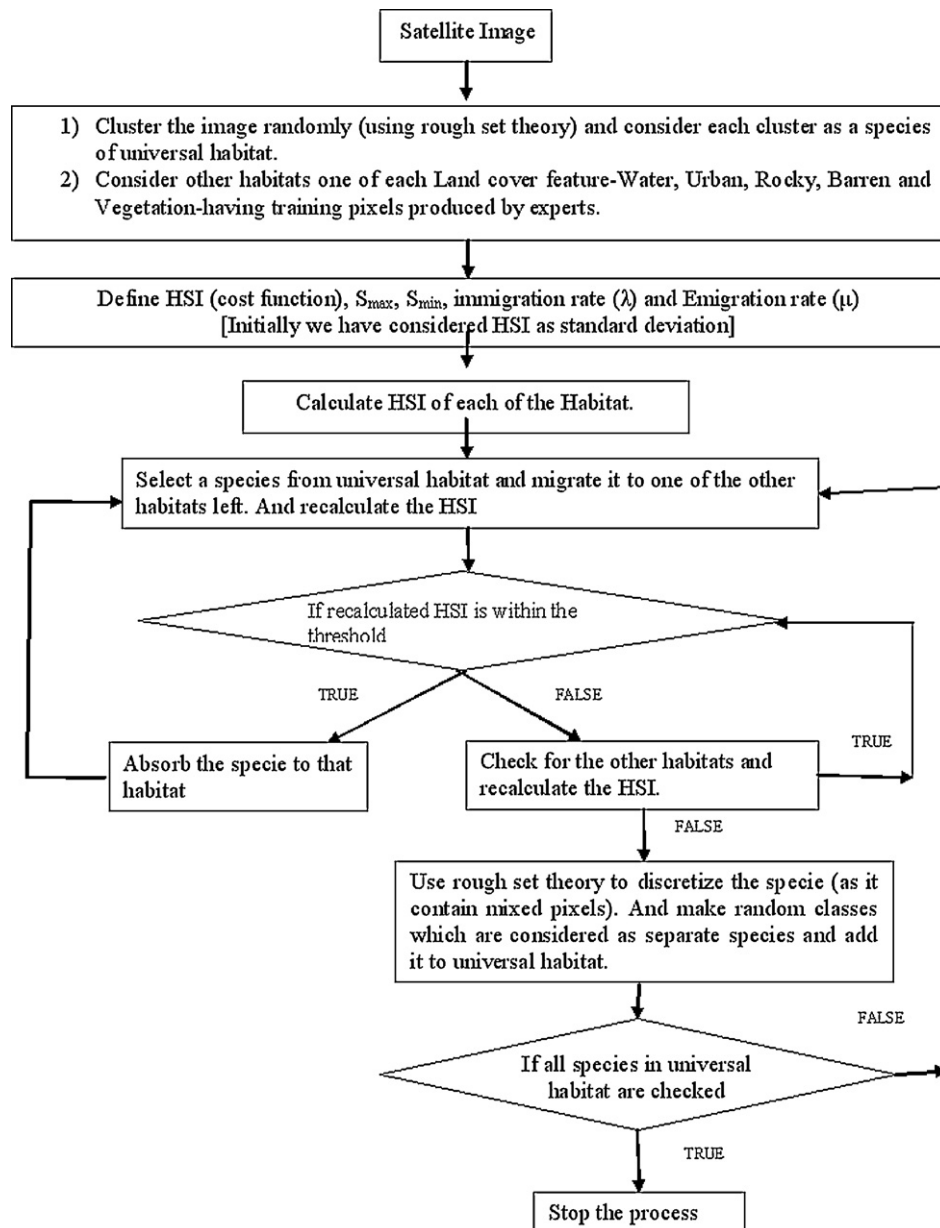 Satellite Image
1) Cluster the image randomly (using rough set theory) and consider each cluster as a species
of universal habitat.
2) Consider other habitats one of each Land cover feature-Water, Urban, Rocky, Barren and
Vegetation-having training pixels produced by experts.
Define HSI (cost function), Smax, Smin, immigration rate (λ) and Emigration rate (μ)
[Initially we have considered HSI as standard deviation]
Calculate HSI of each of the Habitat.
Select a species from universal habitat and migrate it to one of the other
habitats left. And recalculate the HSI
If recalculated HSI is within the
threshold
TRUE
FALSE
Absorb the specie to that
habitat
Check for the other habitats and
recalculate the HSI.
TRUE
FALSE
Use rough set theory to discretize the specie (as it
contain mixed pixels). And make random classes
which are considered as separate species and add
it to universal habitat.
FALSE
If all species in universal
habitat are checked
TRUE
Stop the process